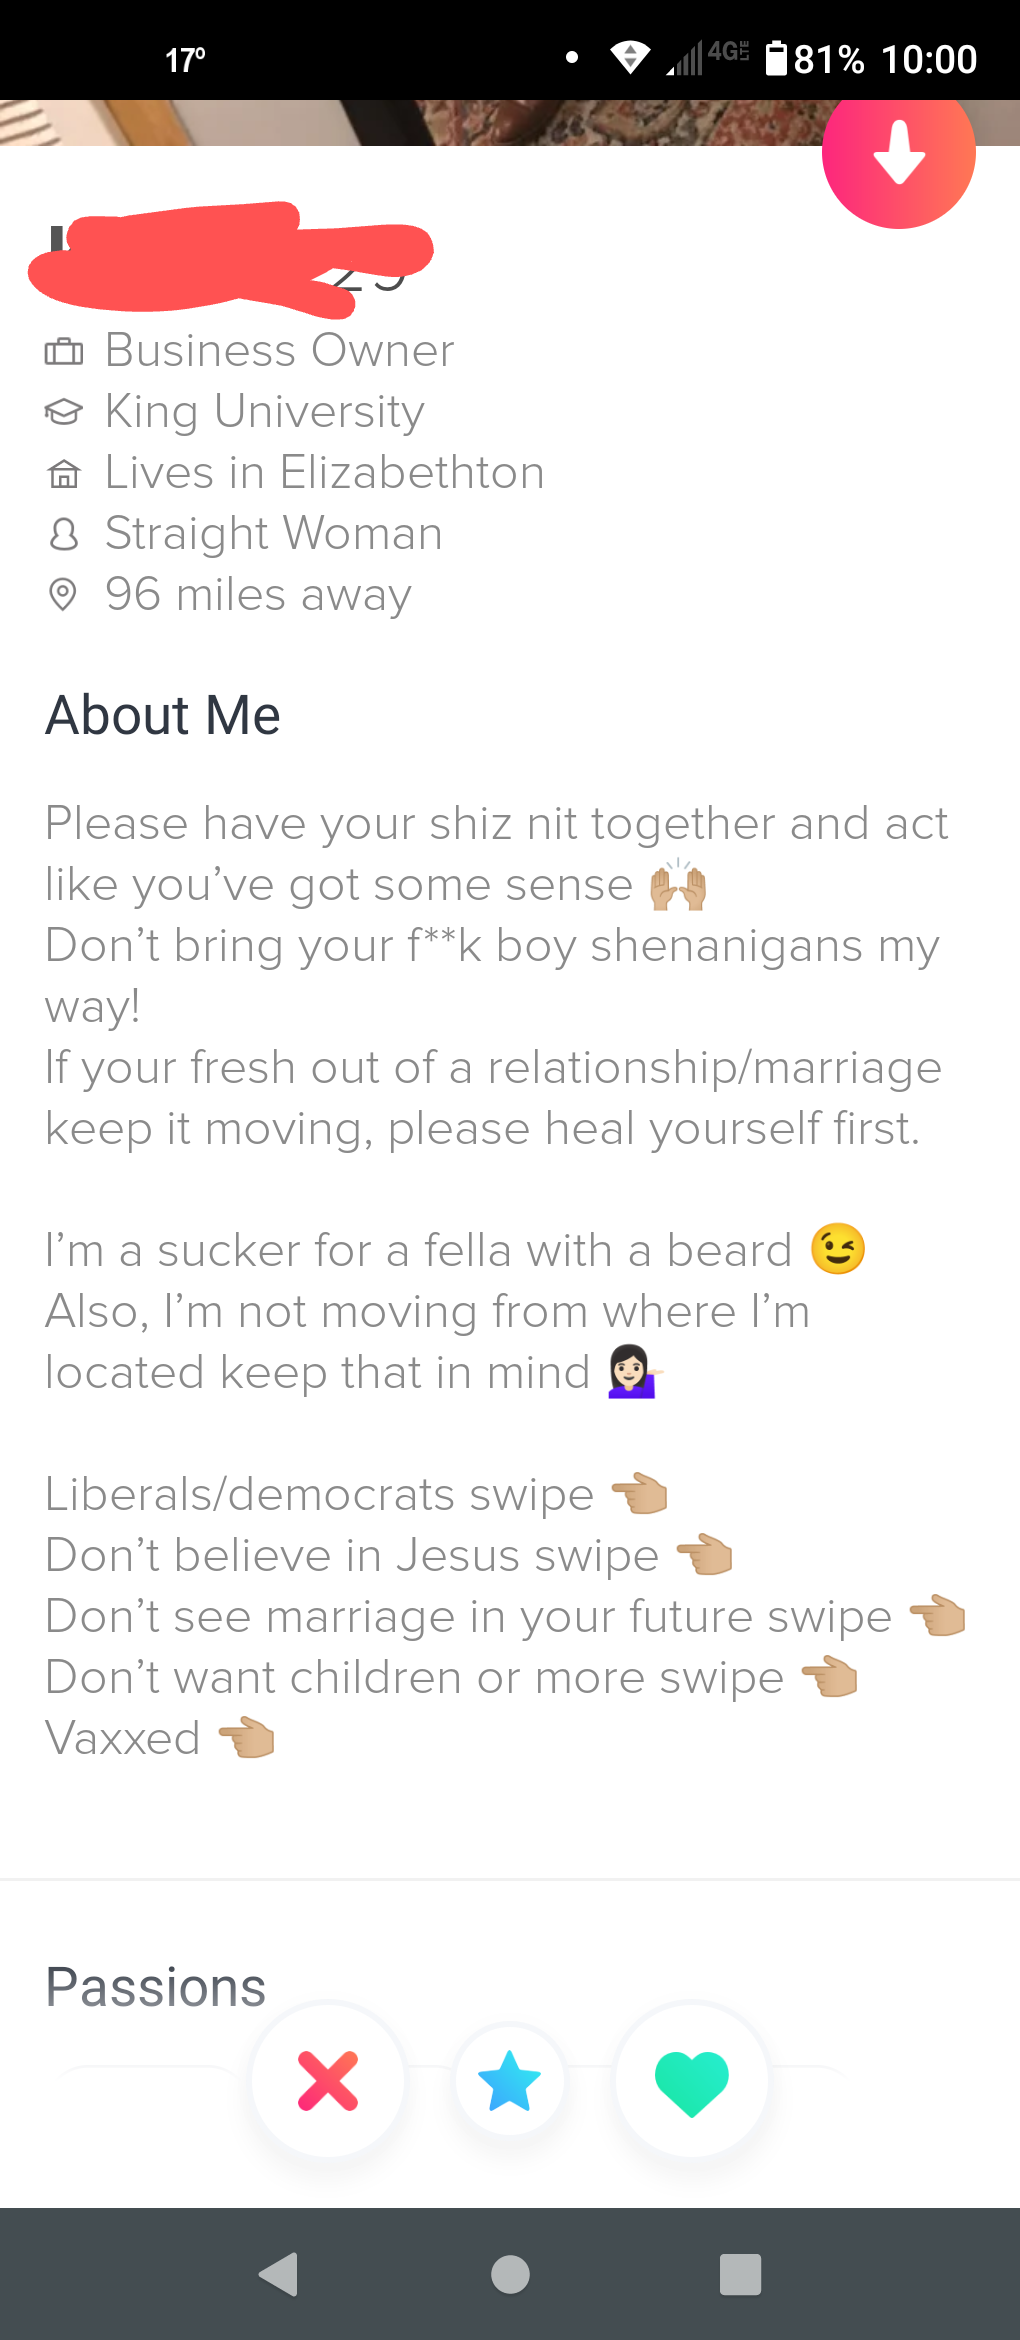 17°
4G LTE 81% 10:00
Business Owner
King University
Lives in Elizabethton
Straight Woman
96 miles away
About Me
Please have your shiz nit together and act
like you’ve got some sense 🙌🏼
Don’t bring your f**k boy shenanigans my
way!
If your fresh out of a relationship/marriage
keep it moving, please heal yourself first.
I’m a sucker for a fella with a beard 😉
Also, I’m not moving from where I’m
located keep that in mind 💁🏻‍♀️
Liberals/democrats swipe 👈🏼
Don’t believe in Jesus swipe 👈🏼
Don’t see marriage in your future swipe 👈🏼
Don’t want children or more swipe 👈🏼
Vaxxed 👈🏼
Passions